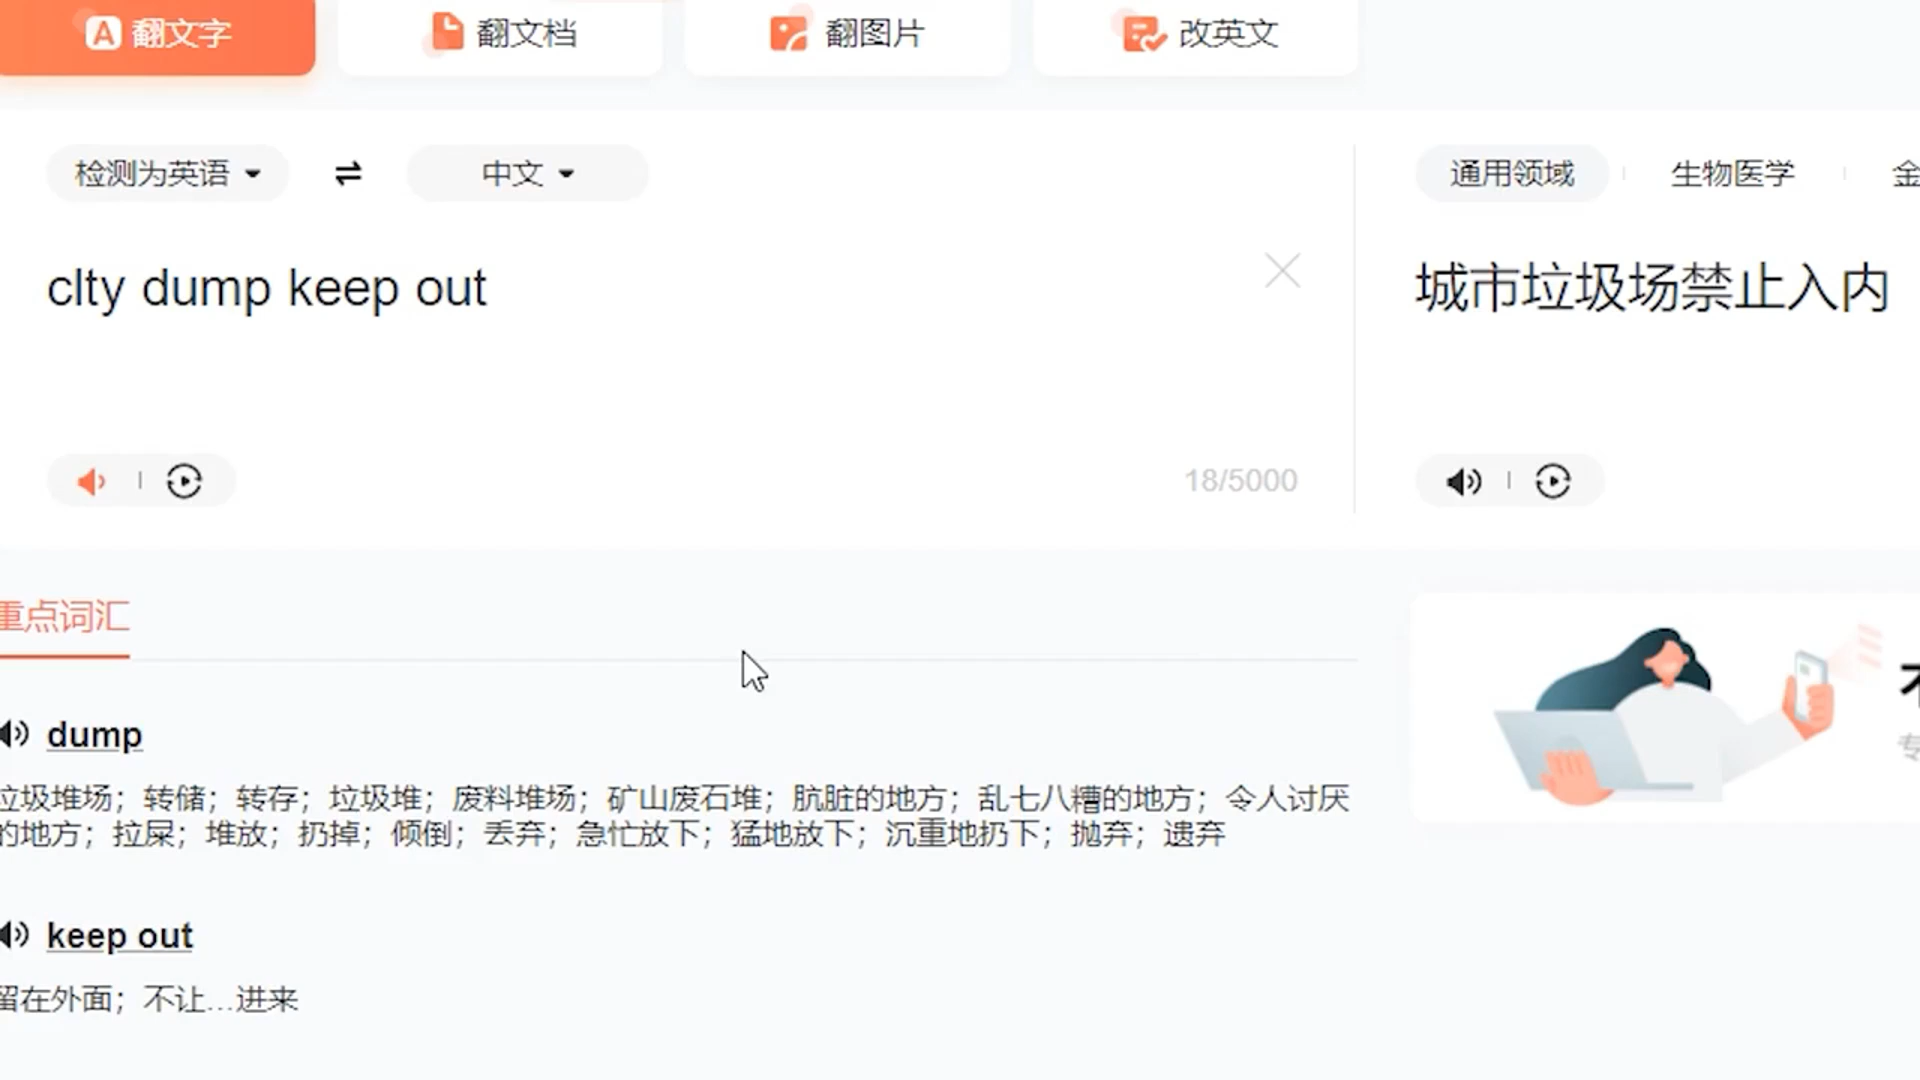 翻文字
翻文档
翻图片
改英文
检测为英语
中文
通用领域
生物医学
金
clty dump keep out
城市垃圾场禁止入内
18/5000
重点词汇
dump
垃圾堆场；转储；转存；垃圾堆；废料堆场；矿山废石堆；肮脏的地方；乱七八糟的地方；令人讨厌
的地方；拉屎；堆放；扔掉；倾倒；丢弃；急忙放下；猛地放下；沉重地扔下；抛弃；遗弃
keep out
留在外面；不让...进来